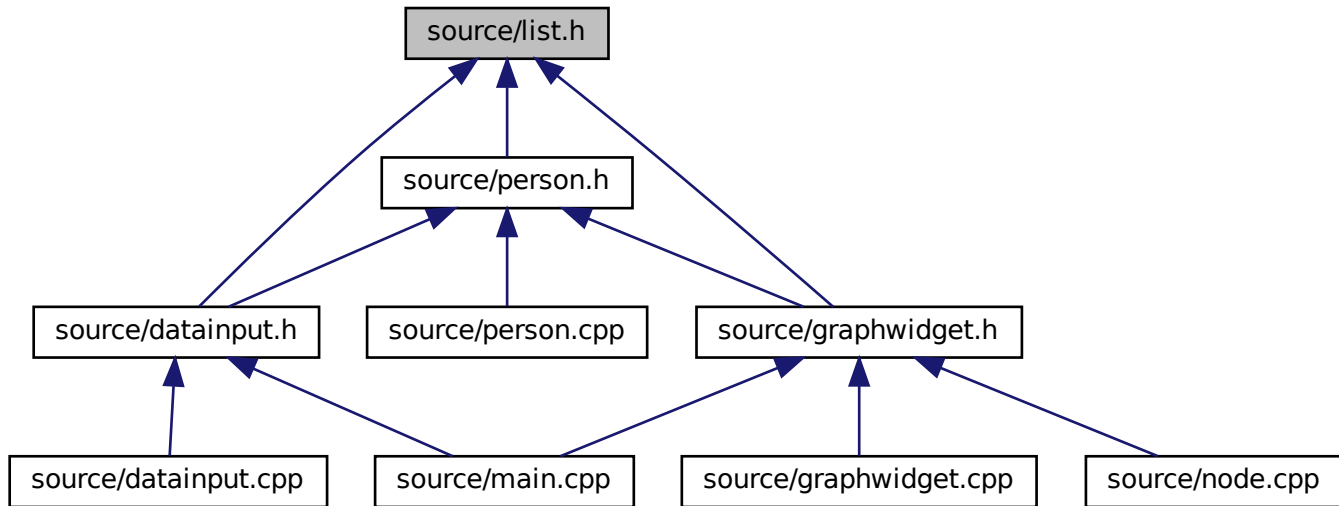 source/list.h
source/person.h
source/datainput.h
source/person.cpp
source/graphwidget.h
source/datainput.cpp
source/main.cpp
source/graphwidget.cpp
source/node.cpp